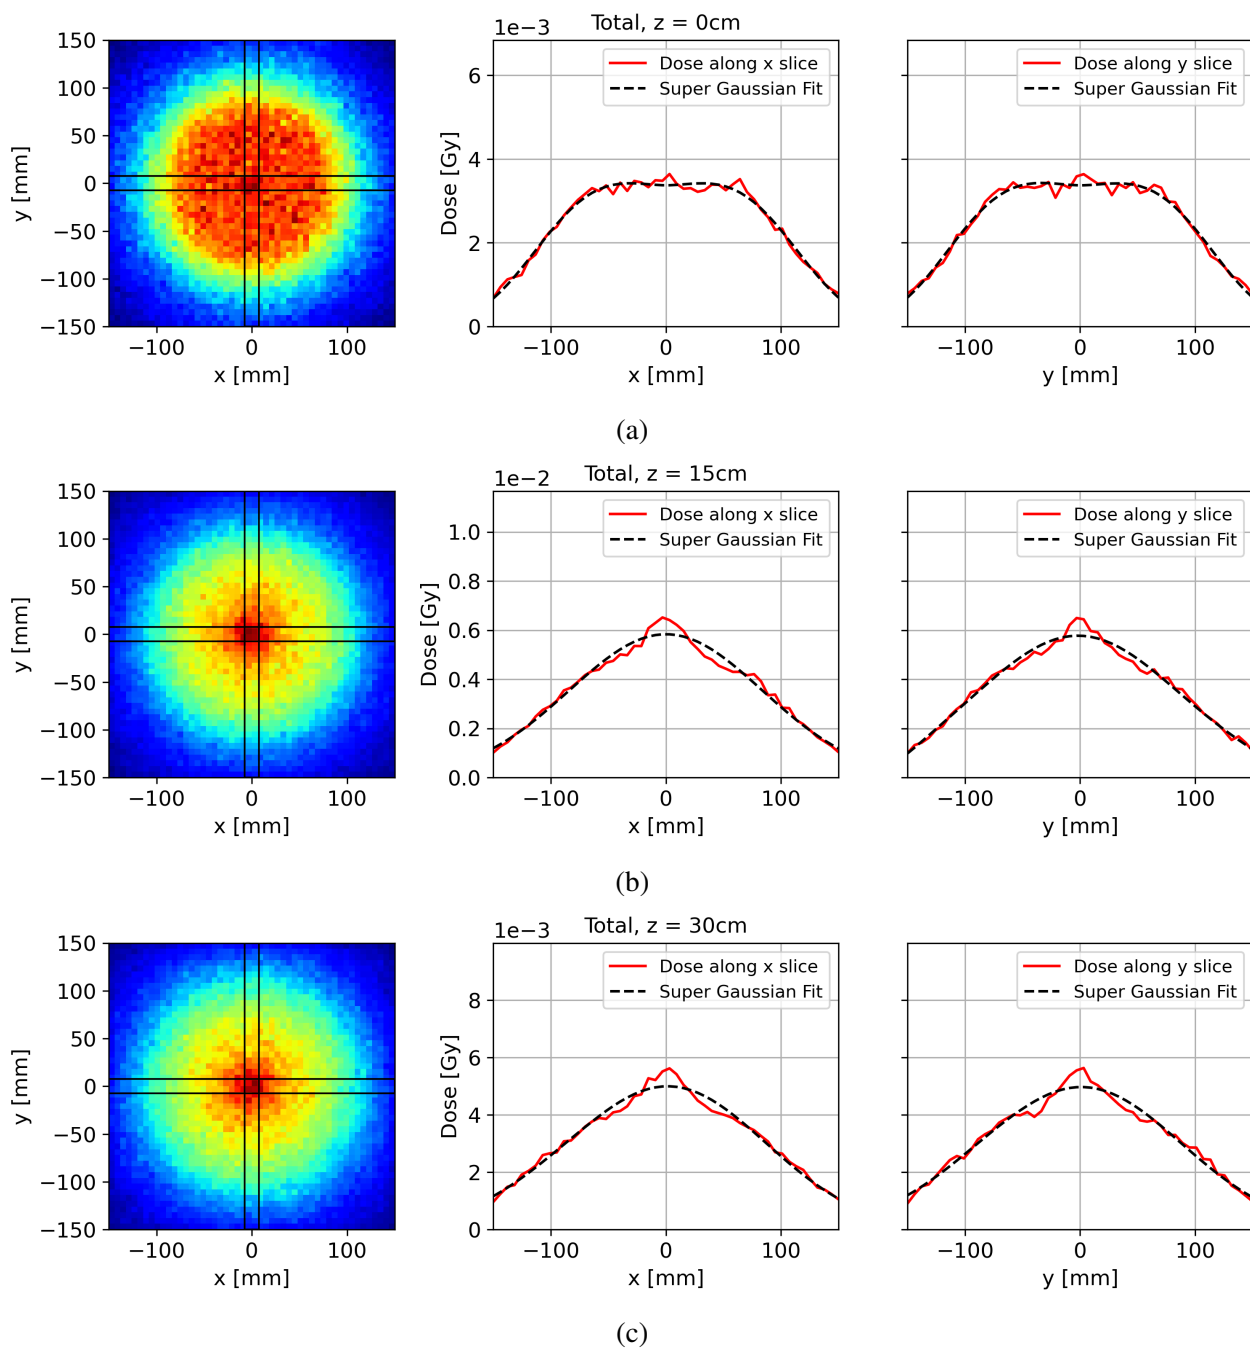 1e−3 Total, z = 0cm
150
100
50
0
−50
−100
−150
y [mm]
−100 0 100
x [mm]
6
4
2
0
Dose [Gy]
Dose along x slice
Super Gaussian Fit
−100 0 100
x [mm]
Dose along y slice
Super Gaussian Fit
−100 0 100
y [mm]
(a)
1e−2 Total, z = 15cm
150
100
50
0
−50
−100
−150
y [mm]
−100 0 100
x [mm]
1.0
0.8
0.6
0.4
0.2
0.0
Dose [Gy]
Dose along x slice
Super Gaussian Fit
−100 0 100
x [mm]
Dose along y slice
Super Gaussian Fit
−100 0 100
y [mm]
(b)
1e−3 Total, z = 30cm
150
100
50
0
−50
−100
−150
y [mm]
−100 0 100
x [mm]
8
6
4
2
0
Dose [Gy]
Dose along x slice
Super Gaussian Fit
−100 0 100
x [mm]
Dose along y slice
Super Gaussian Fit
−100 0 100
y [mm]
(c)